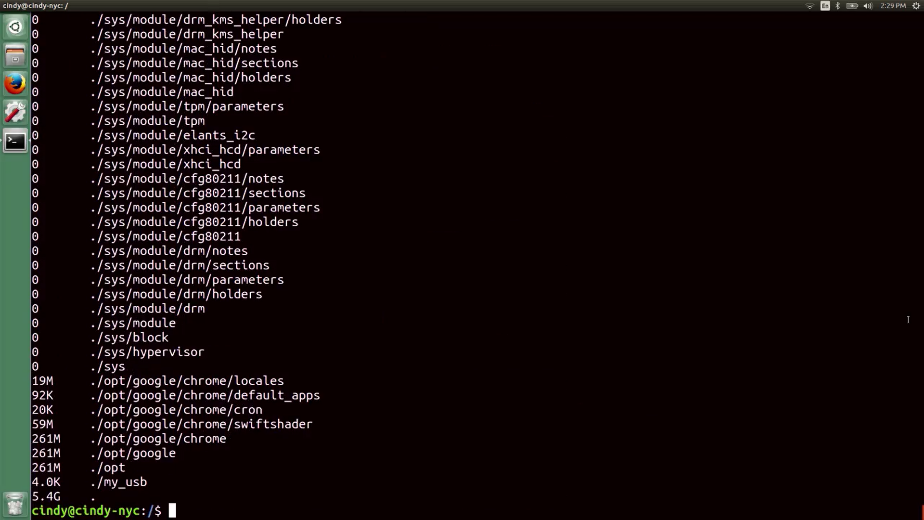 cindy@cindy-nyc: /
En
2:29 PM
0 ./sys/module/drm_kms_helper/holders
0 ./sys/module/drm_kms_helper
0 ./sys/module/mac_hid/notes
0 ./sys/module/mac_hid/sections
0 ./sys/module/mac_hid/holders
0 ./sys/module/mac_hid
0 ./sys/module/tpm/parameters
0 ./sys/module/tpm
0 ./sys/module/elants_i2c
0 ./sys/module/xhci_hcd/parameters
0 ./sys/module/xhci_hcd
0 ./sys/module/cfg80211/notes
0 ./sys/module/cfg80211/sections
0 ./sys/module/cfg80211/parameters
0 ./sys/module/cfg80211/holders
0 ./sys/module/cfg80211
0 ./sys/module/drm/notes
0 ./sys/module/drm/sections
0 ./sys/module/drm/parameters
0 ./sys/module/drm/holders
0 ./sys/module/drm
0 ./sys/module
0 ./sys/block
0 ./sys/hypervisor
0 ./sys
19M ./opt/google/chrome/locales
92K ./opt/google/chrome/default_apps
20K ./opt/google/chrome/cron
59M ./opt/google/chrome/swiftshader
261M ./opt/google/chrome
261M ./opt/google
261M ./opt
4.0K ./my_usb
5.4G .
cindy@cindy-nyc:/$